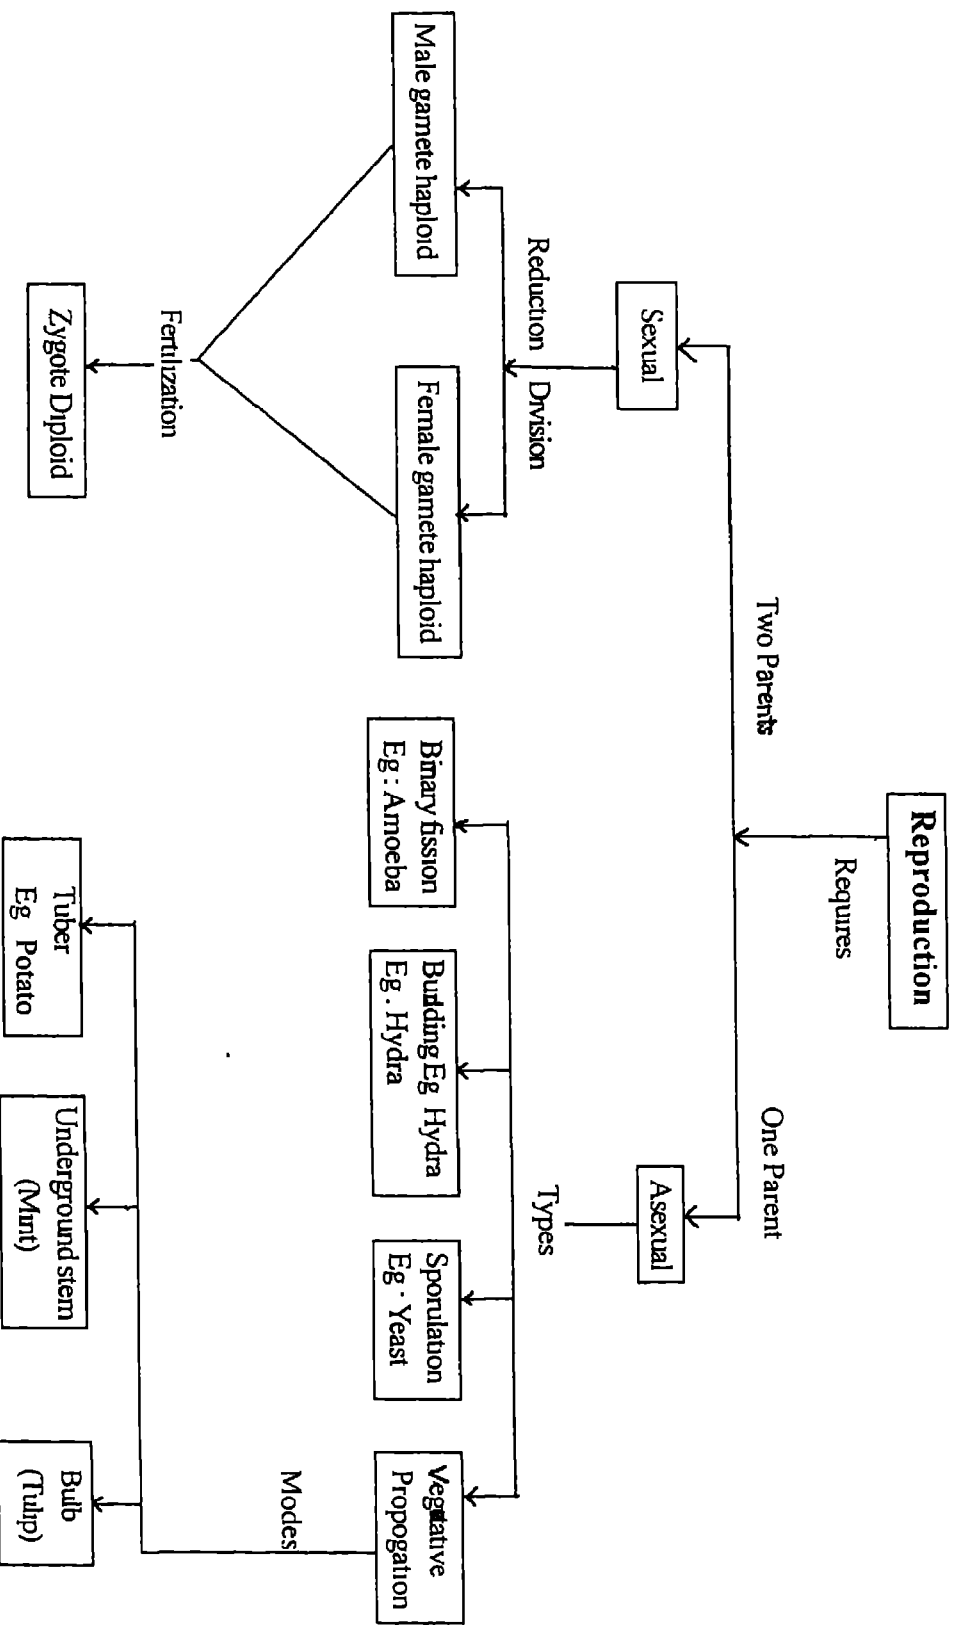 Reproduction
Requires
Two Parents
One Parent
Sexual
Asexual
Reduction Division
Types
Male gamete haploid
Female gamete haploid
Binary fission
Eg : Amoeba
Budding Eg Hydra
Eg . Hydra
Sporulation
Eg · Yeast
Vegetative
Propogation
Fertilization
Modes
Zygote Diploid
Tuber
Eg Potato
Underground stem
(Mint)
Bulb
(Tulip)